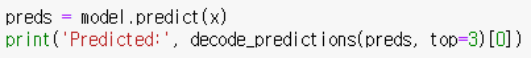 preds = model.predict(x)
print('Predicted:', decode_predictions(preds, top=3)[0])